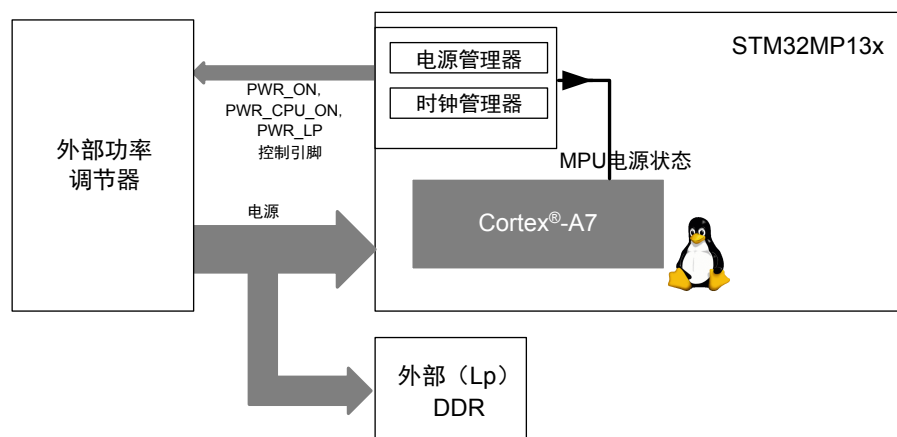 STM32MP13x
电源管理器
时钟管理器
PWR_ON,
PWR_CPU_ON,
PWR_LP
控制引脚
外部功率
调节器
MPU电源状态
电源
Cortex®-A7
外部（Lp）
DDR